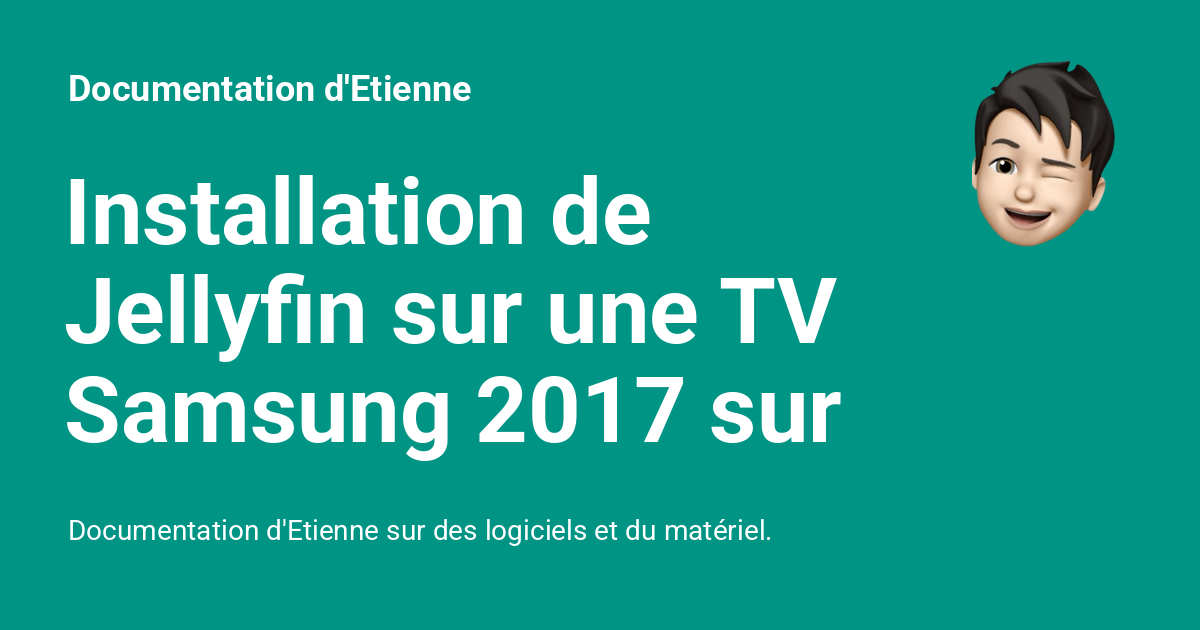 Documentation d'Etienne
Installation de
Jellyfin sur une TV
Samsung 2017 sur
Documentation d'Etienne sur des logiciels et du matériel.